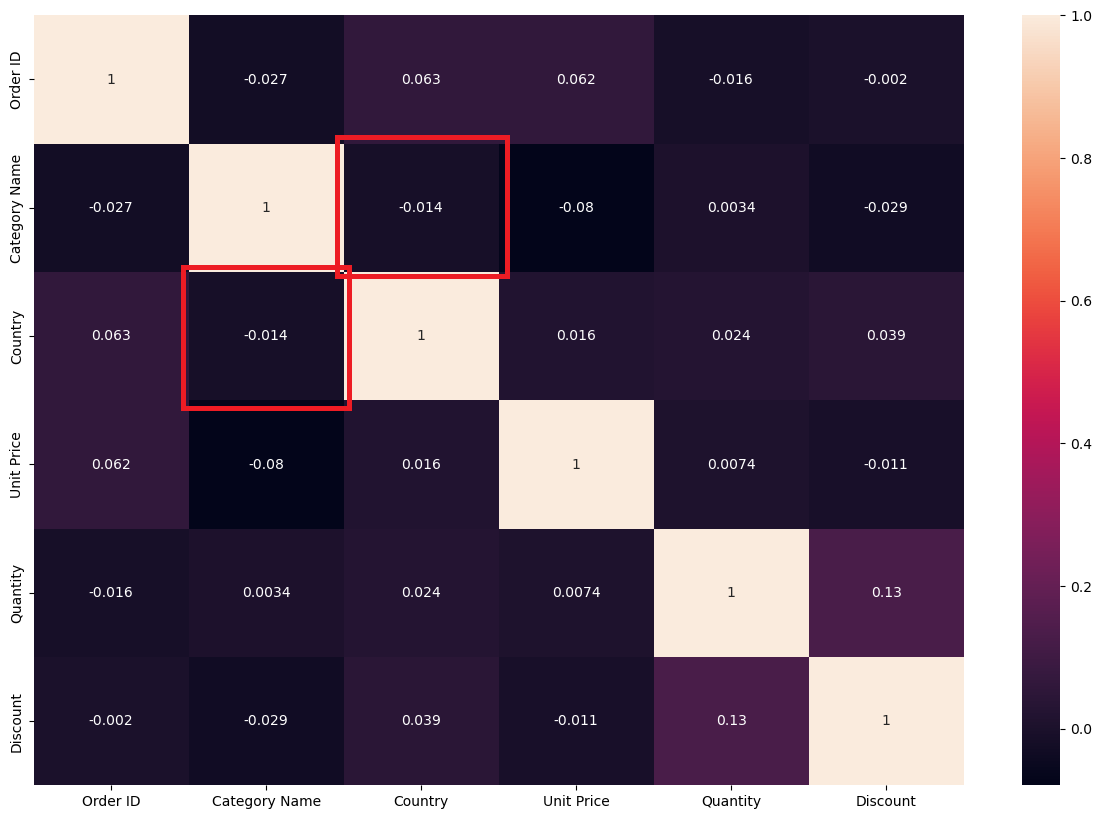 Order ID 1 -0.027 0.063 0.062 -0.016 -0.002 1.0
Category Name -0.027 1 -0.014 -0.08 0.0034 -0.029 0.8
Country 0.063 -0.014 1 0.016 0.024 0.039 0.6
Unit Price 0.062 -0.08 0.016 1 0.0074 -0.011 0.4
Quantity -0.016 0.0034 0.024 0.0074 1 0.13 0.2
Discount -0.002 -0.029 0.039 -0.011 0.13 1 0.0
Order ID Category Name Country Unit Price Quantity Discount